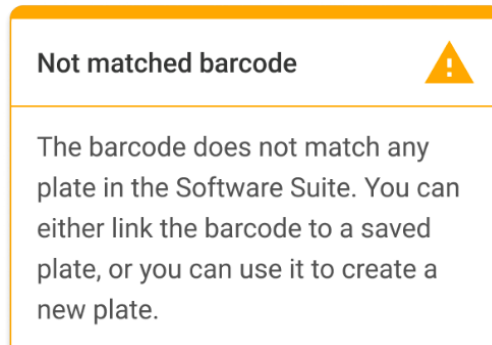 Not matched barcode
The barcode does not match any
plate in the Software Suite. You can
either link the barcode to a saved
plate, or you can use it to create a
new plate.